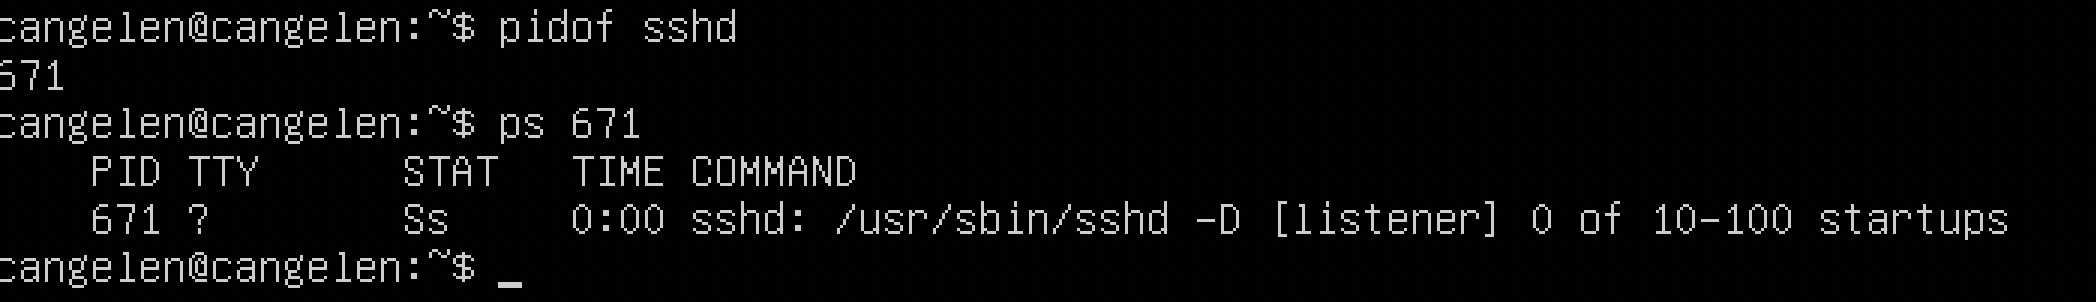 cangelen@cangelen:~$ pidof sshd
671
cangelen@cangelen:~$ ps 671
    PID TTY      STAT   TIME COMMAND
    671 ?        Ss     0:00 sshd: /usr/sbin/sshd -D [listener] 0 of 10-100 startups
cangelen@cangelen:~$ _